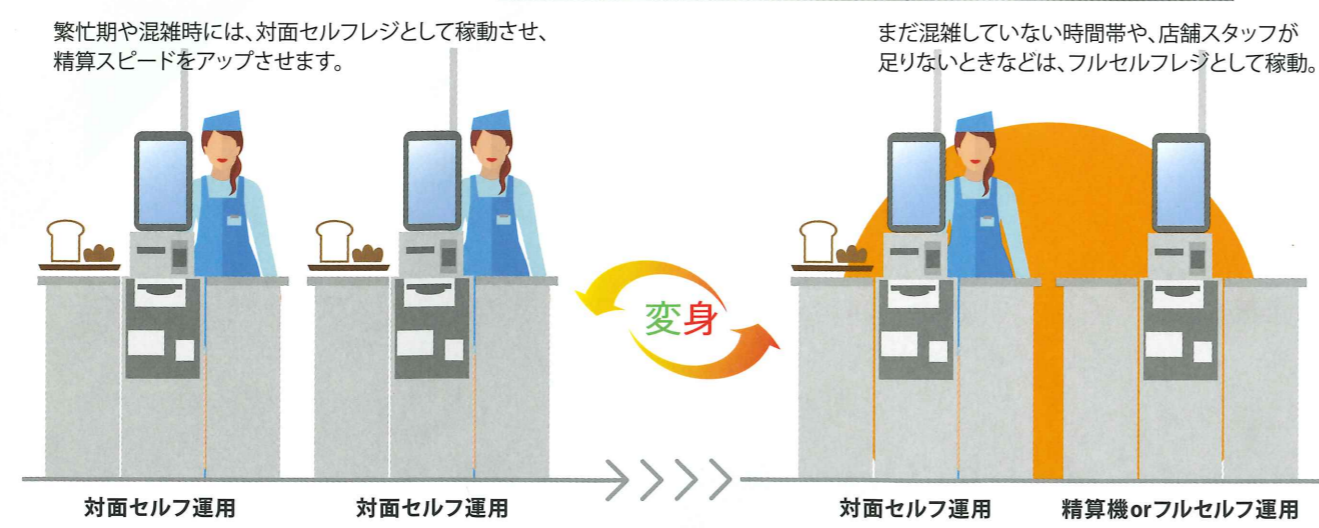 繁忙期や混雑時には、対面セルフレジとして稼動させ、
精算スピードをアップさせます。
まだ混雑していない時間帯や、店舗スタッフが
足りないときなどは、フルセルフレジとして稼動。
変身
対面セルフ運用
対面セルフ運用
対面セルフ運用
精算機orフルセルフ運用